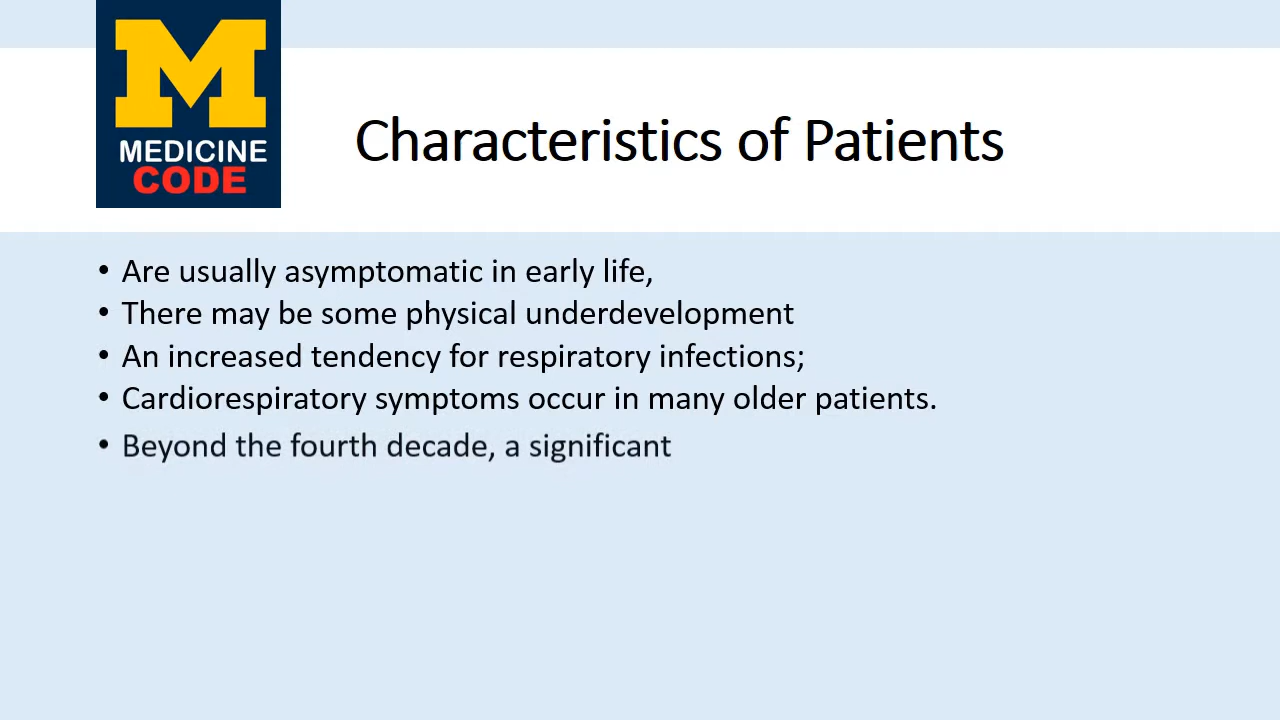 M
MEDICINE
CODE
Characteristics of Patients
• Are usually asymptomatic in early life,
• There may be some physical underdevelopment
• An increased tendency for respiratory infections;
• Cardiorespiratory symptoms occur in many older patients.
• Beyond the fourth decade, a significant